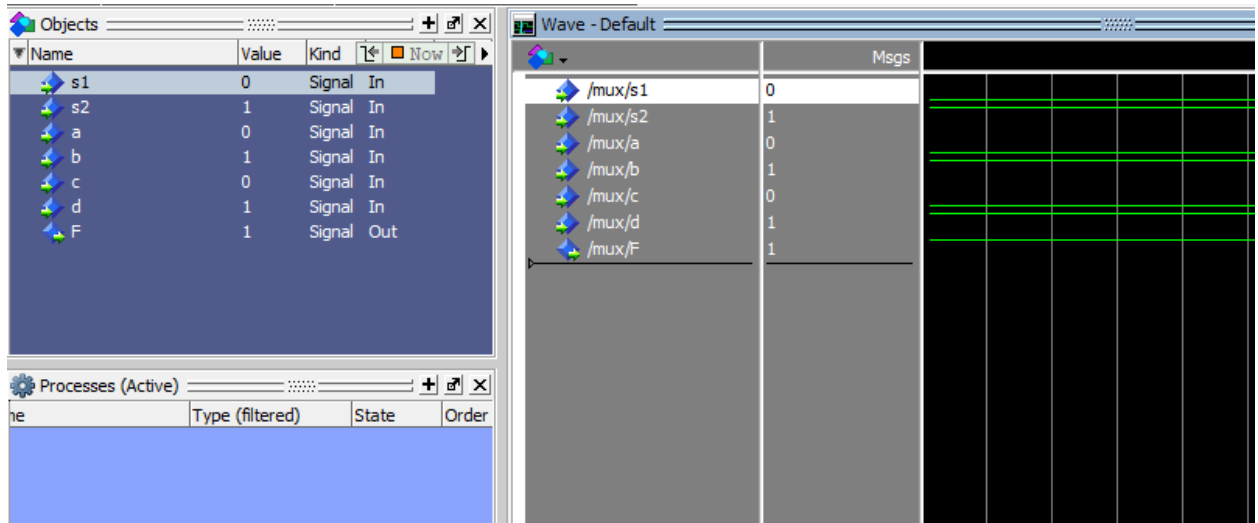 Objects
Name Value Kind Now
s1 0 Signal In
s2 1 Signal In
a 0 Signal In
b 1 Signal In
c 0 Signal In
d 1 Signal In
F 1 Signal Out
Processes (Active)
Type (filtered) State Order
Wave - Default
Msgs
/mux/s1 0
/mux/s2 1
/mux/a 0
/mux/b 1
/mux/c 0
/mux/d 1
/mux/F 1